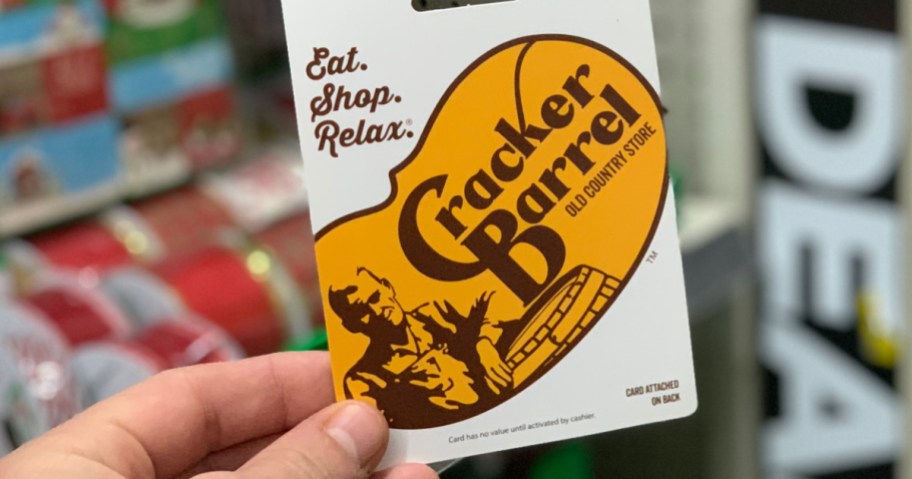 Eat.
Shop.
Relax.®
Cracker
Barrel
OLD COUNTRY STORE
TM
CARD ATTACHED
ON BACK
Card has no value until activated by cashier.
DEA